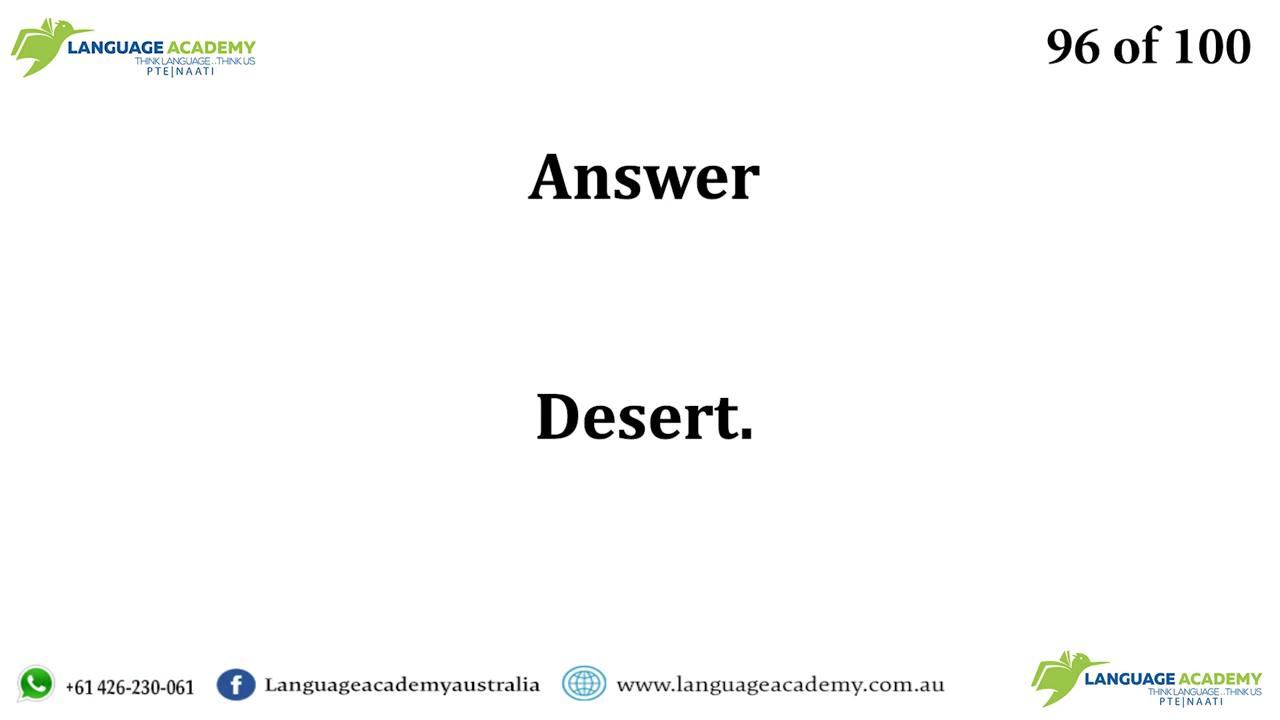 LANGUAGE ACADEMY
THINK LANGUAGE..THINK US
PTE|NAATI
96 of 100
Answer
Desert.
+61 426-230-061
Languageacademyaustralia
www.languageacademy.com.au
LANGUAGE ACADEMY
THINK LANGUAGE..THINK US
PTE|NAATI